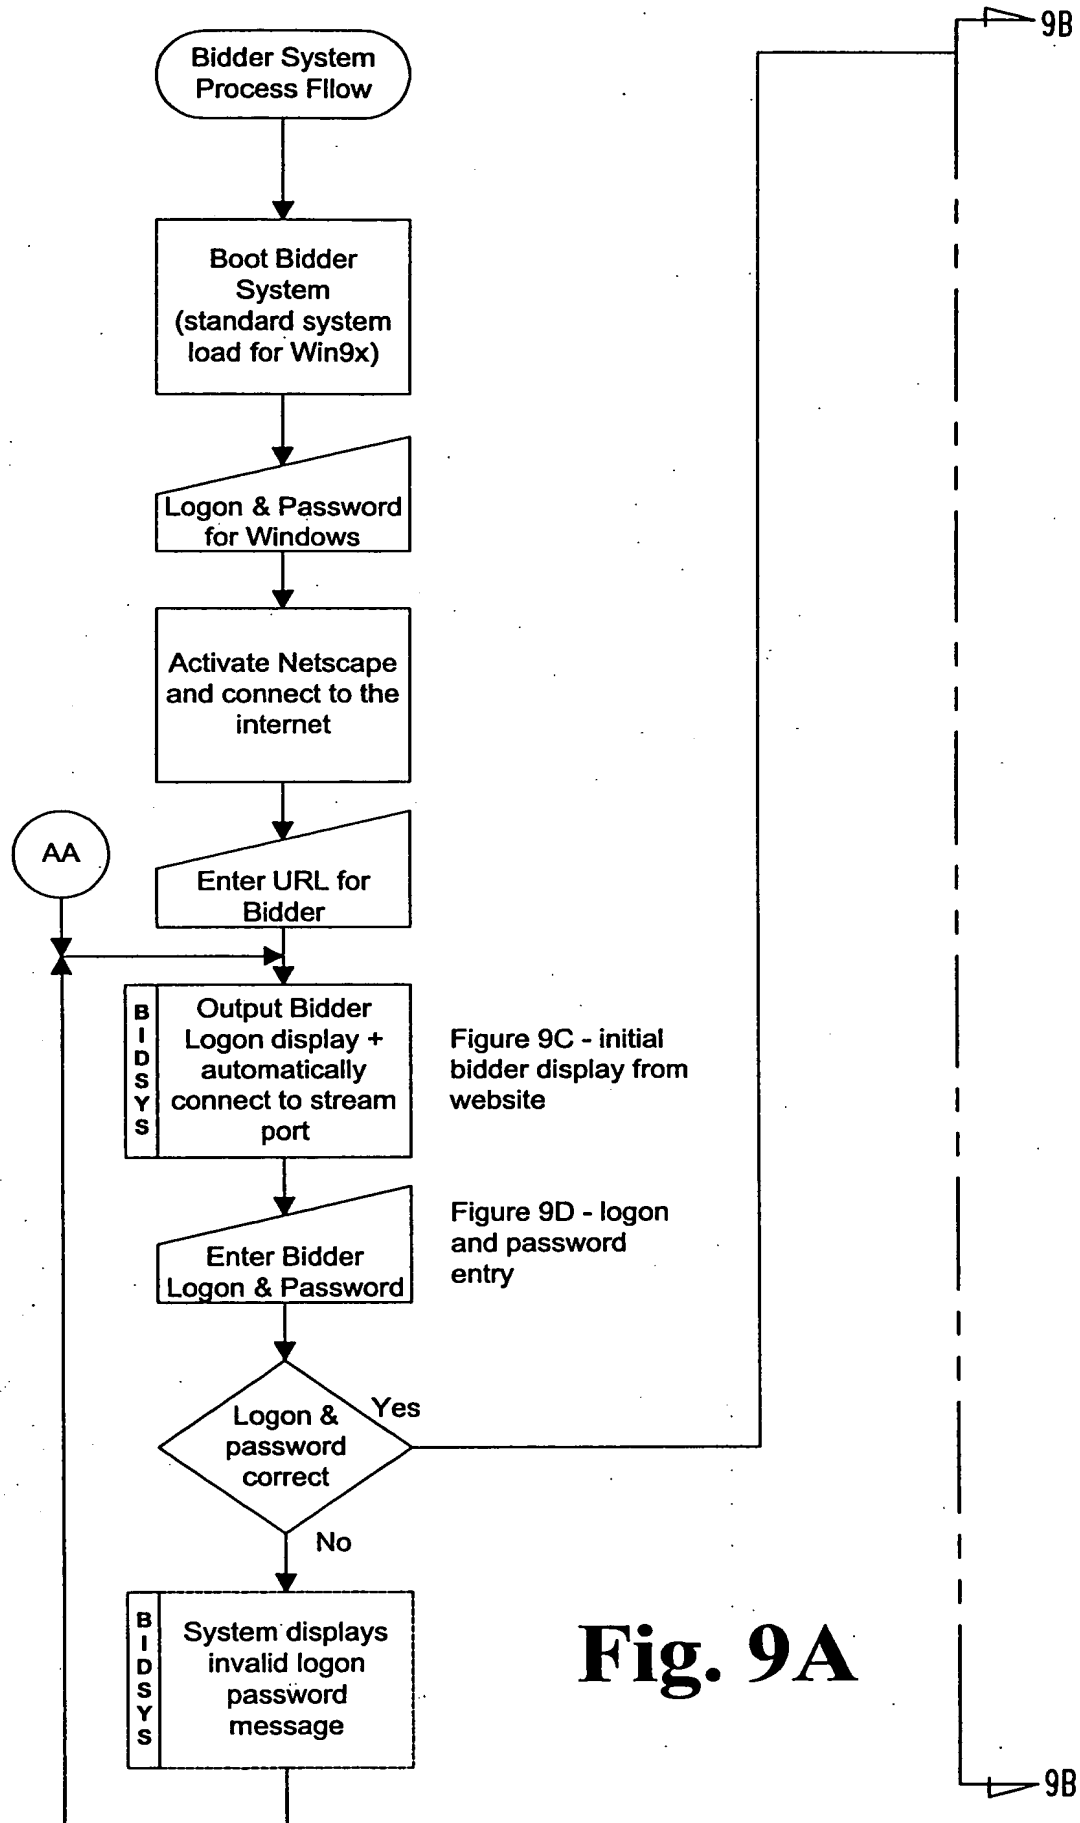 9B
Bidder System
Process Fllow
Boot Bidder
System
(standard system
load for Win9x)
Logon & Password
for Windows
Activate Netscape
and connect to the
internet
AA
Enter URL for
Bidder
BIDSYS
Output Bidder
Logon display +
automatically
connect to stream
port
Figure 9C - initial
bidder display from
website
Enter Bidder
Logon & Password
Figure 9D - logon
and password
entry
Logon &
password
correct
Yes
No
BIDSYS
System displays
invalid logon
password
message
Fig. 9A
9B